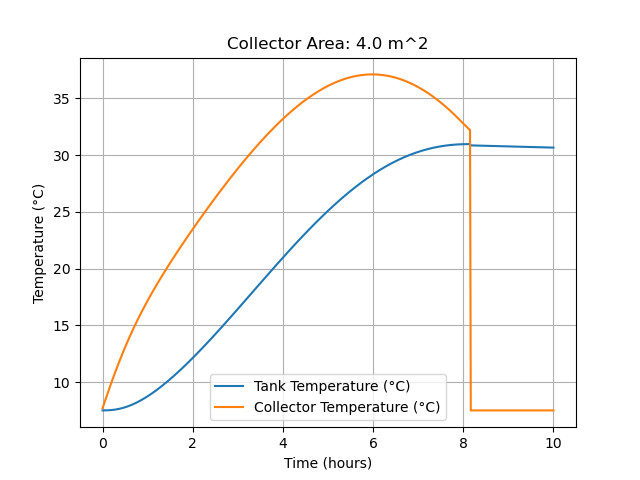 Collector Area: 4.0 m^2
Temperature (°C)
35
30
25
20
15
10
Tank Temperature (°C)
Collector Temperature (°C)
0 2 4 6 8 10
Time (hours)